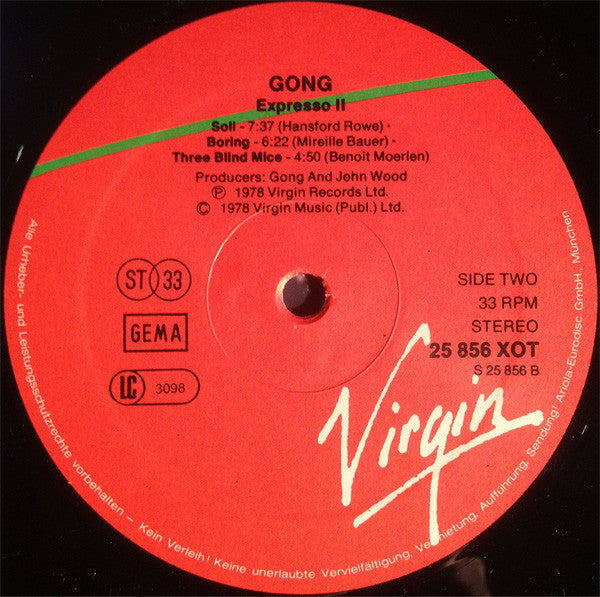 GONG
Expresso II
Soli - 7:37 (Hansford Rowe) •
Boring - 6:22 (Mireille Bauer) •
Three Blind Mice - 4:50 (Benoit Moerlen)
Producers: Gong And John Wood
Ⓟ 1978 Virgin Records Ltd.
© 1978 Virgin Music (Publ.) Ltd.
ST 33
GEMA
LC 3098
SIDE TWO
33 RPM
STEREO
25 856 XOT
S 25 856 B
Virgin
Alle Urheber- und Leistungsschutzrechte vorbehalten – Kein Verleih! Keine unerlaubte Vervielfältigung, Vermietung, Aufführung, Sendung! Ariola-Eurodisc GmbH., München